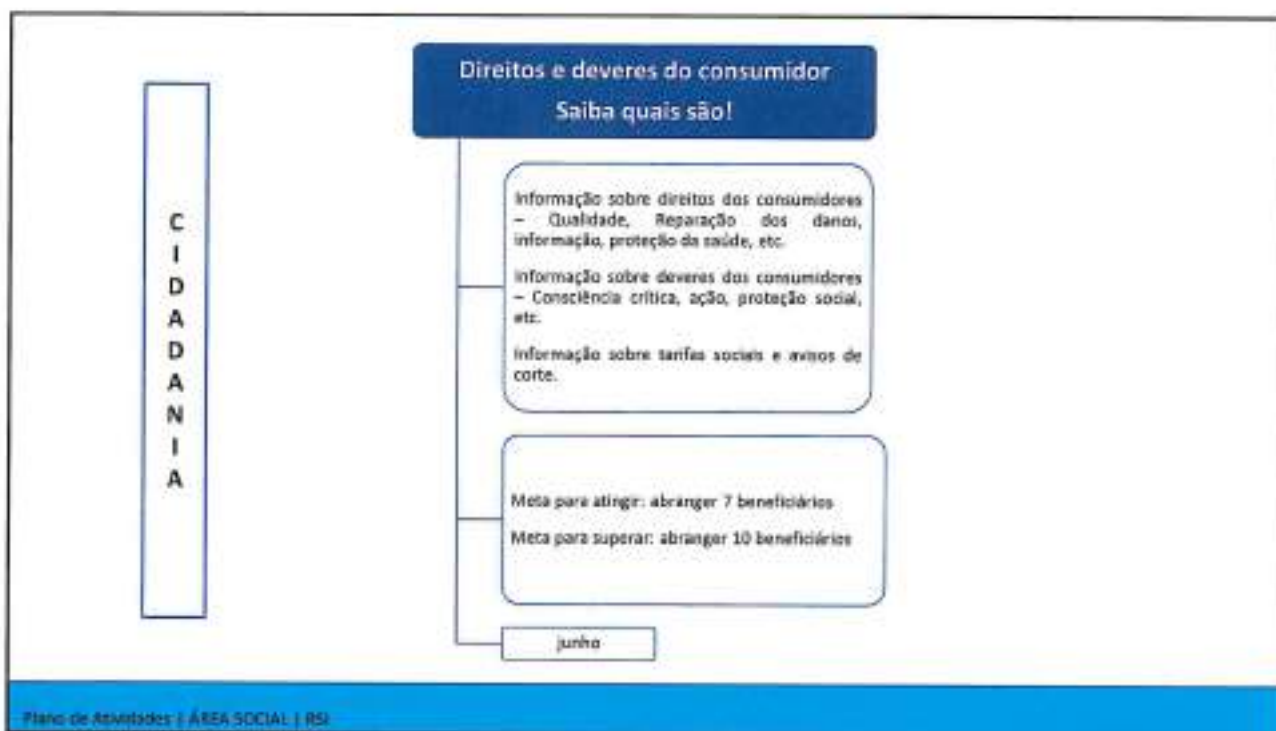 Direitos e deveres do consumidor
Saiba quais são!
CIDADANIA
Informação sobre direitos dos consumidores
– Qualidade, Reparação dos danos,
informação, proteção da saúde, etc.
Informação sobre deveres dos consumidores
– Consciência crítica, ação, proteção social,
etc.
Informação sobre tarifas sociais e avisos de
corte.
Meta para atingir: abranger 7 beneficiários
Meta para superar: abranger 10 beneficiários
junho
Plano de Atividades | ÁREA SOCIAL | RSI